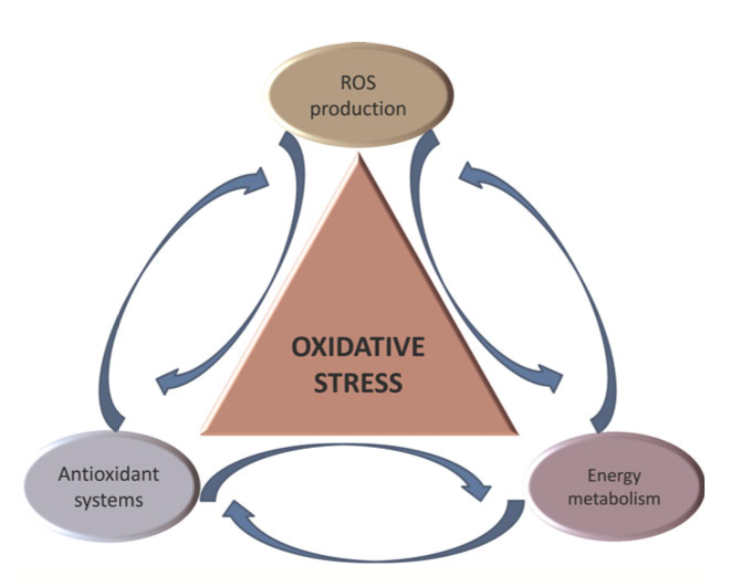 ROS
production
OXIDATIVE
STRESS
Antioxidant
systems
Energy
metabolism